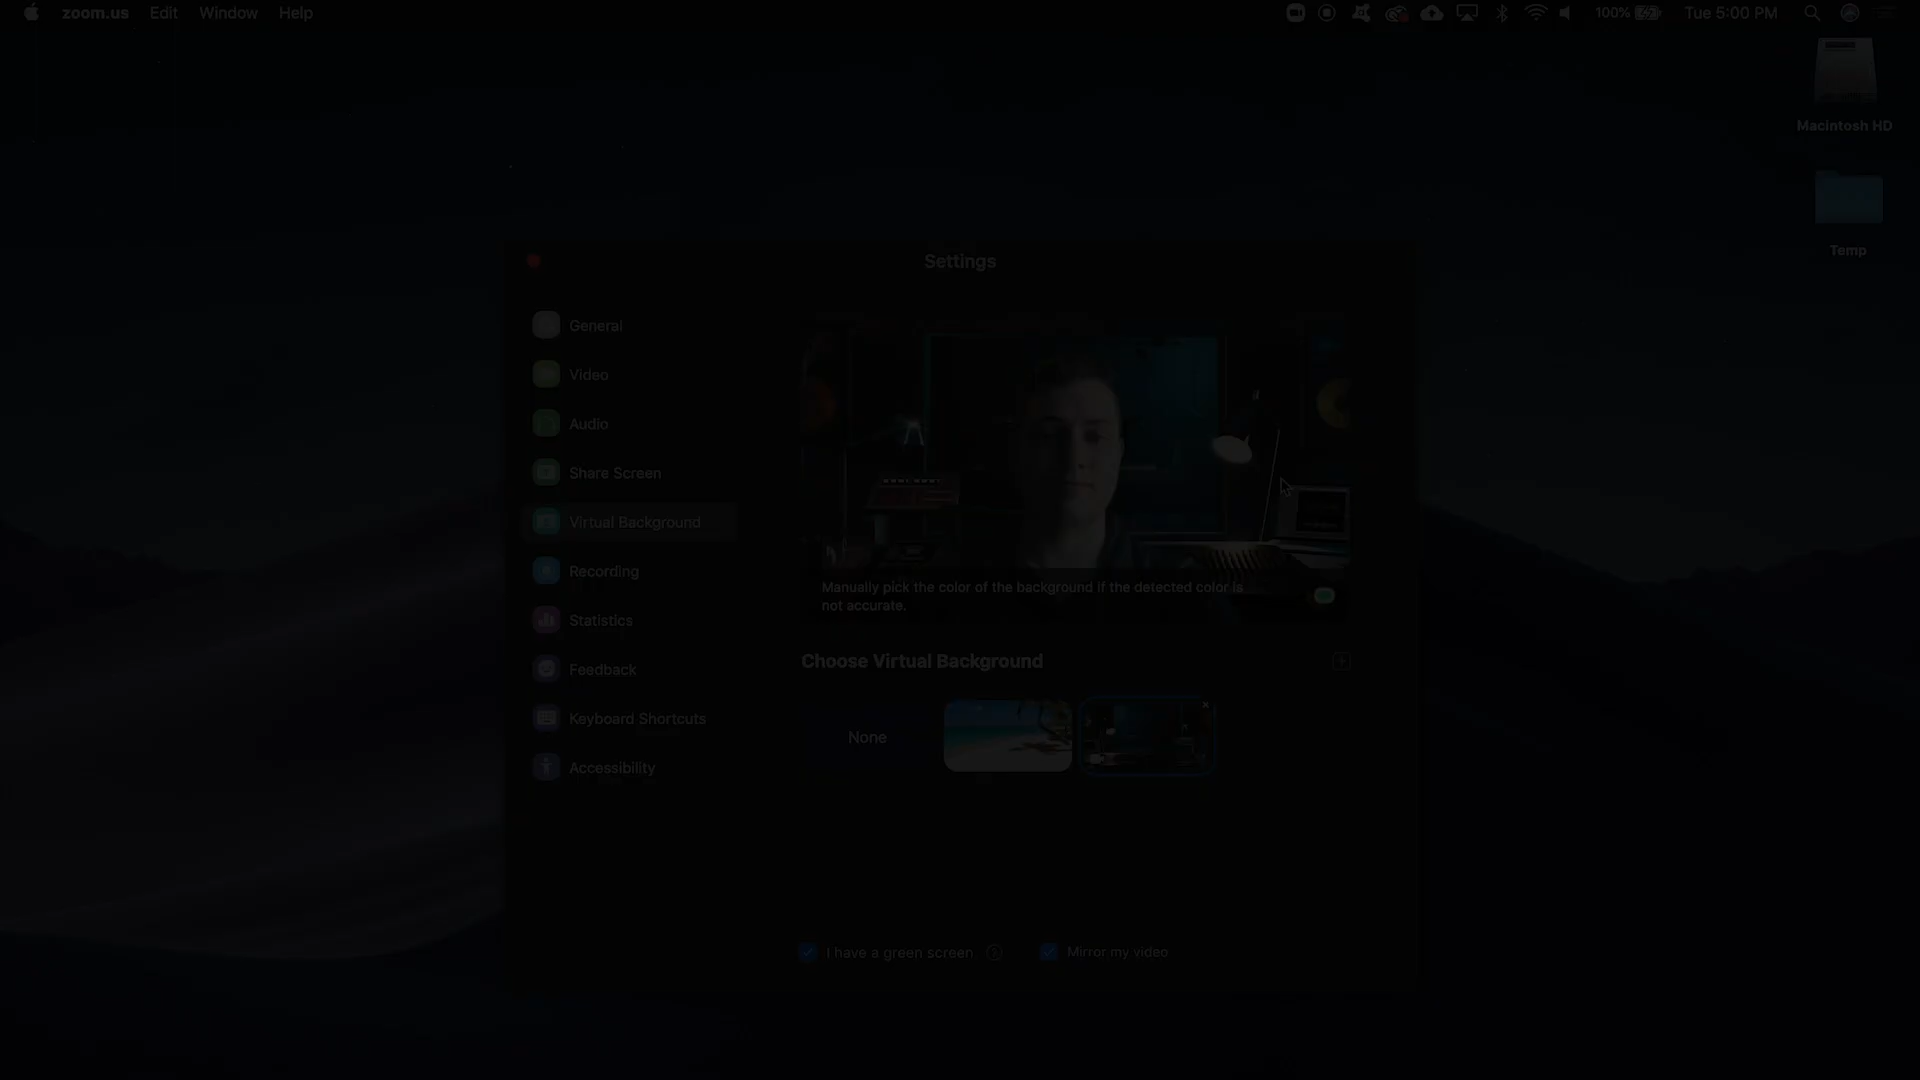 zoom.us Edit Window Help
100% Tue 5:00 PM
Macintosh HD
Temp
Settings
General
Video
Audio
Share Screen
Virtual Background
Recording
Statistics
Feedback
Keyboard Shortcuts
Accessibility
Manually pick the color of the background if the detected color is
not accurate.
Choose Virtual Background
None
I have a green screen
Mirror my video